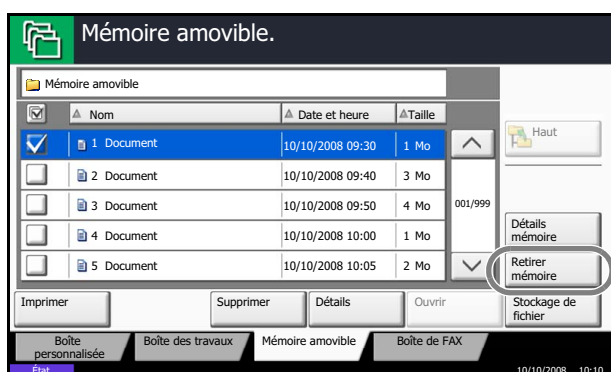 Mémoire amovible.
Mémoire amovible
Nom Date et heure Taille
1 Document 10/10/2008 09:30 1 Mo
2 Document 10/10/2008 09:40 3 Mo
3 Document 10/10/2008 09:50 4 Mo
4 Document 10/10/2008 10:00 1 Mo
5 Document 10/10/2008 10:05 2 Mo
001/999
Haut
Détails
mémoire
Retirer
mémoire
Imprimer Supprimer Détails Ouvrir Stockage de
fichier
Boîte
personnalisée Boîte des travaux Mémoire amovible Boîte de FAX
État 10/10/2008 10:10